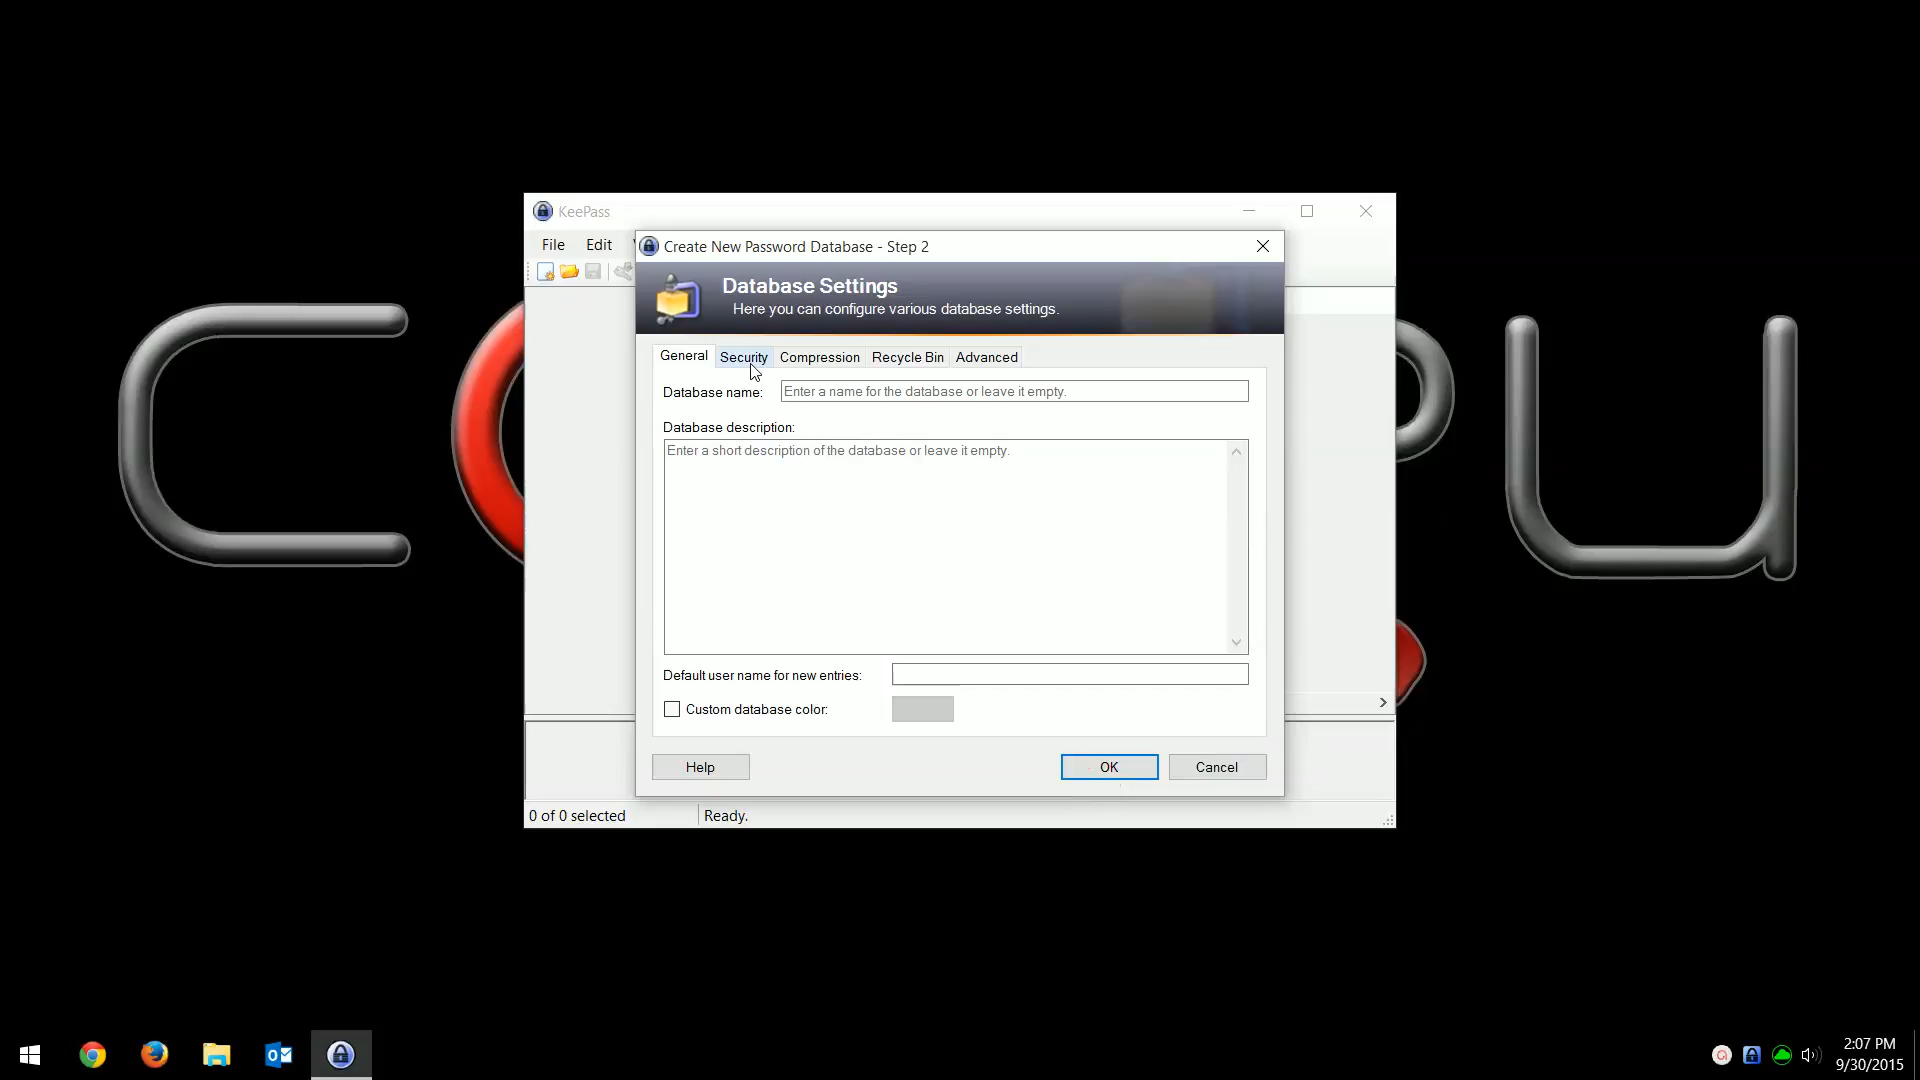 KeePass
File Edit
Create New Password Database - Step 2
Database Settings
Here you can configure various database settings.
General Security Compression Recycle Bin Advanced
Database name: Enter a name for the database or leave it empty.
Database description:
Enter a short description of the database or leave it empty.
Default user name for new entries:
Custom database color:
Help OK Cancel
0 of 0 selected Ready.
2:07 PM
9/30/2015